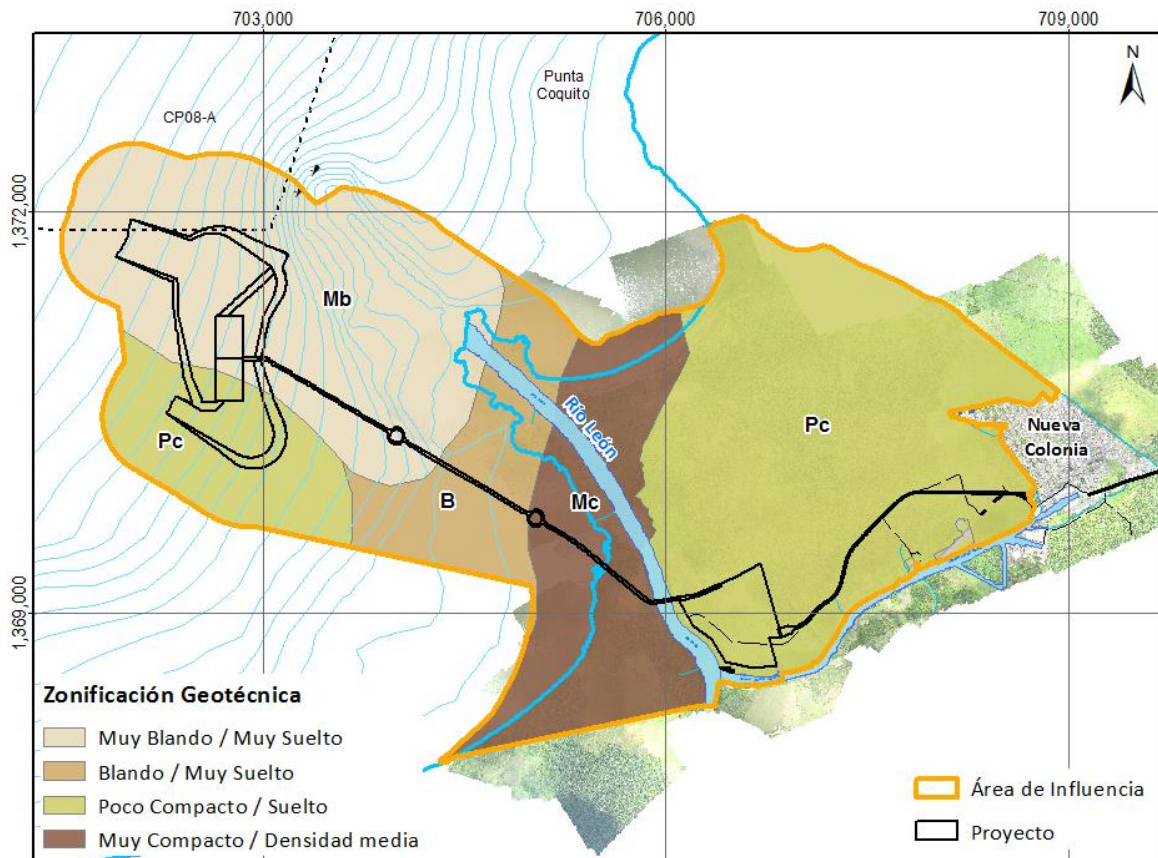 703,000
706,000
709,000
N
Punta
Coquito
CP08-A
1,372,000
Mb
Río León
Pc
Nueva
Colonia
Pc
B
Mc
1,369,000
Zonificación Geotécnica
Muy Blando / Muy Suelto
Blando / Muy Suelto
Poco Compacto / Suelto
Muy Compacto / Densidad media
Área de Influencia
Proyecto